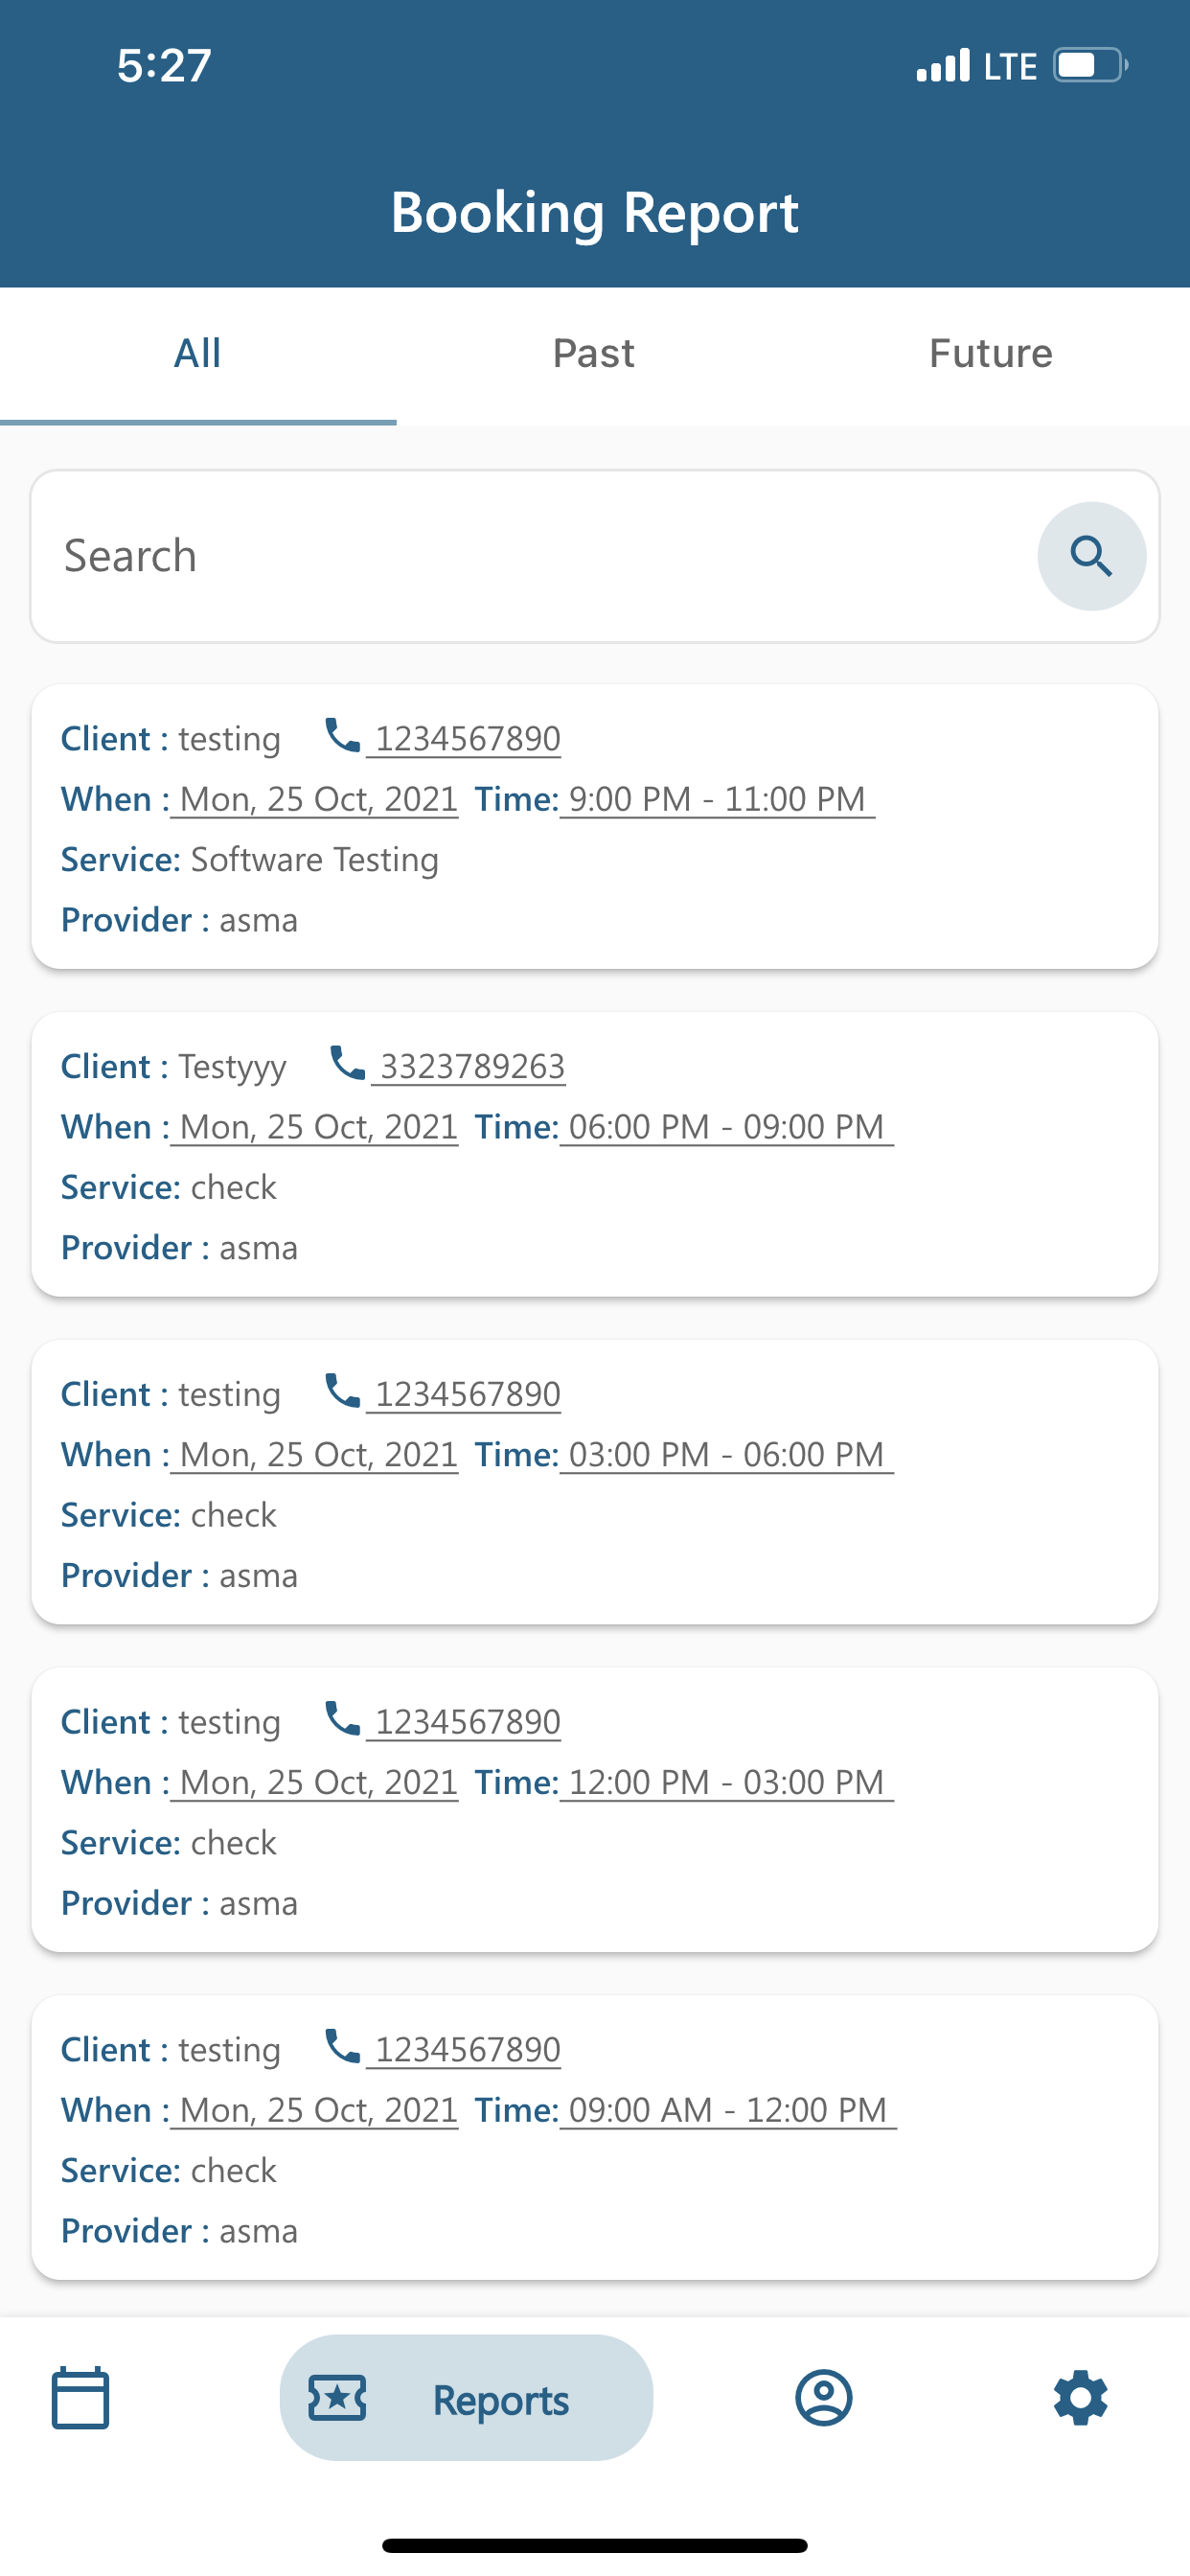 5:27 LTE
Booking Report
All Past Future
Search
Client : testing 1234567890
When : Mon, 25 Oct, 2021 Time: 9:00 PM - 11:00 PM
Service: Software Testing
Provider : asma
Client : Testyyy 3323789263
When : Mon, 25 Oct, 2021 Time: 06:00 PM - 09:00 PM
Service: check
Provider : asma
Client : testing 1234567890
When : Mon, 25 Oct, 2021 Time: 03:00 PM - 06:00 PM
Service: check
Provider : asma
Client : testing 1234567890
When : Mon, 25 Oct, 2021 Time: 12:00 PM - 03:00 PM
Service: check
Provider : asma
Client : testing 1234567890
When : Mon, 25 Oct, 2021 Time: 09:00 AM - 12:00 PM
Service: check
Provider : asma
Reports